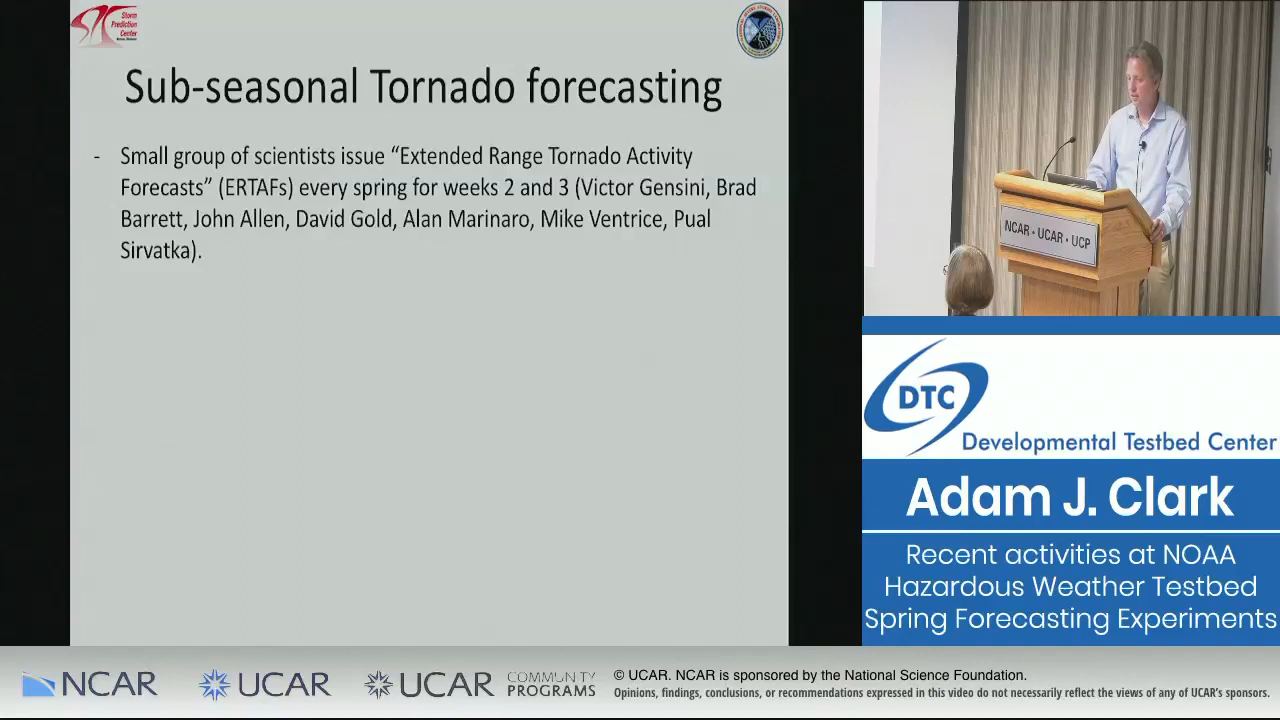 Storm
Prediction
Center
Sub-seasonal Tornado forecasting
- Small group of scientists issue “Extended Range Tornado Activity
Forecasts” (ERTAFs) every spring for weeks 2 and 3 (Victor Gensini, Brad
Barrett, John Allen, David Gold, Alan Marinaro, Mike Ventrice, Pual
Sirvatka).
NCAR • UCAR • UCP
DTC
Developmental Testbed Center
Adam J. Clark
Recent activities at NOAA
Hazardous Weather Testbed
Spring Forecasting Experiments
NCAR
UCAR
UCAR
COMMUNITY
PROGRAMS
© UCAR. NCAR is sponsored by the National Science Foundation.
Opinions, findings, conclusions, or recommendations expressed in this video do not necessarily reflect the views of any of UCAR's sponsors.